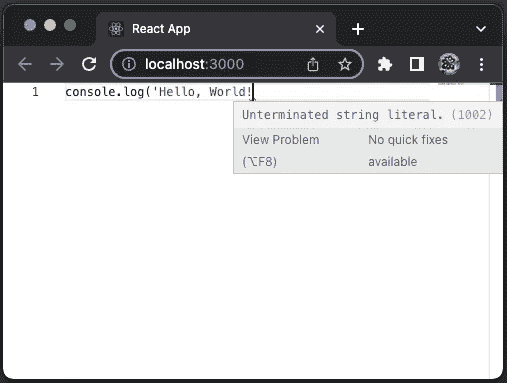 React App
localhost:3000
1 console.log('Hello, World!
Unterminated string literal. (1002)
View Problem No quick fixes
(⌥F8) available